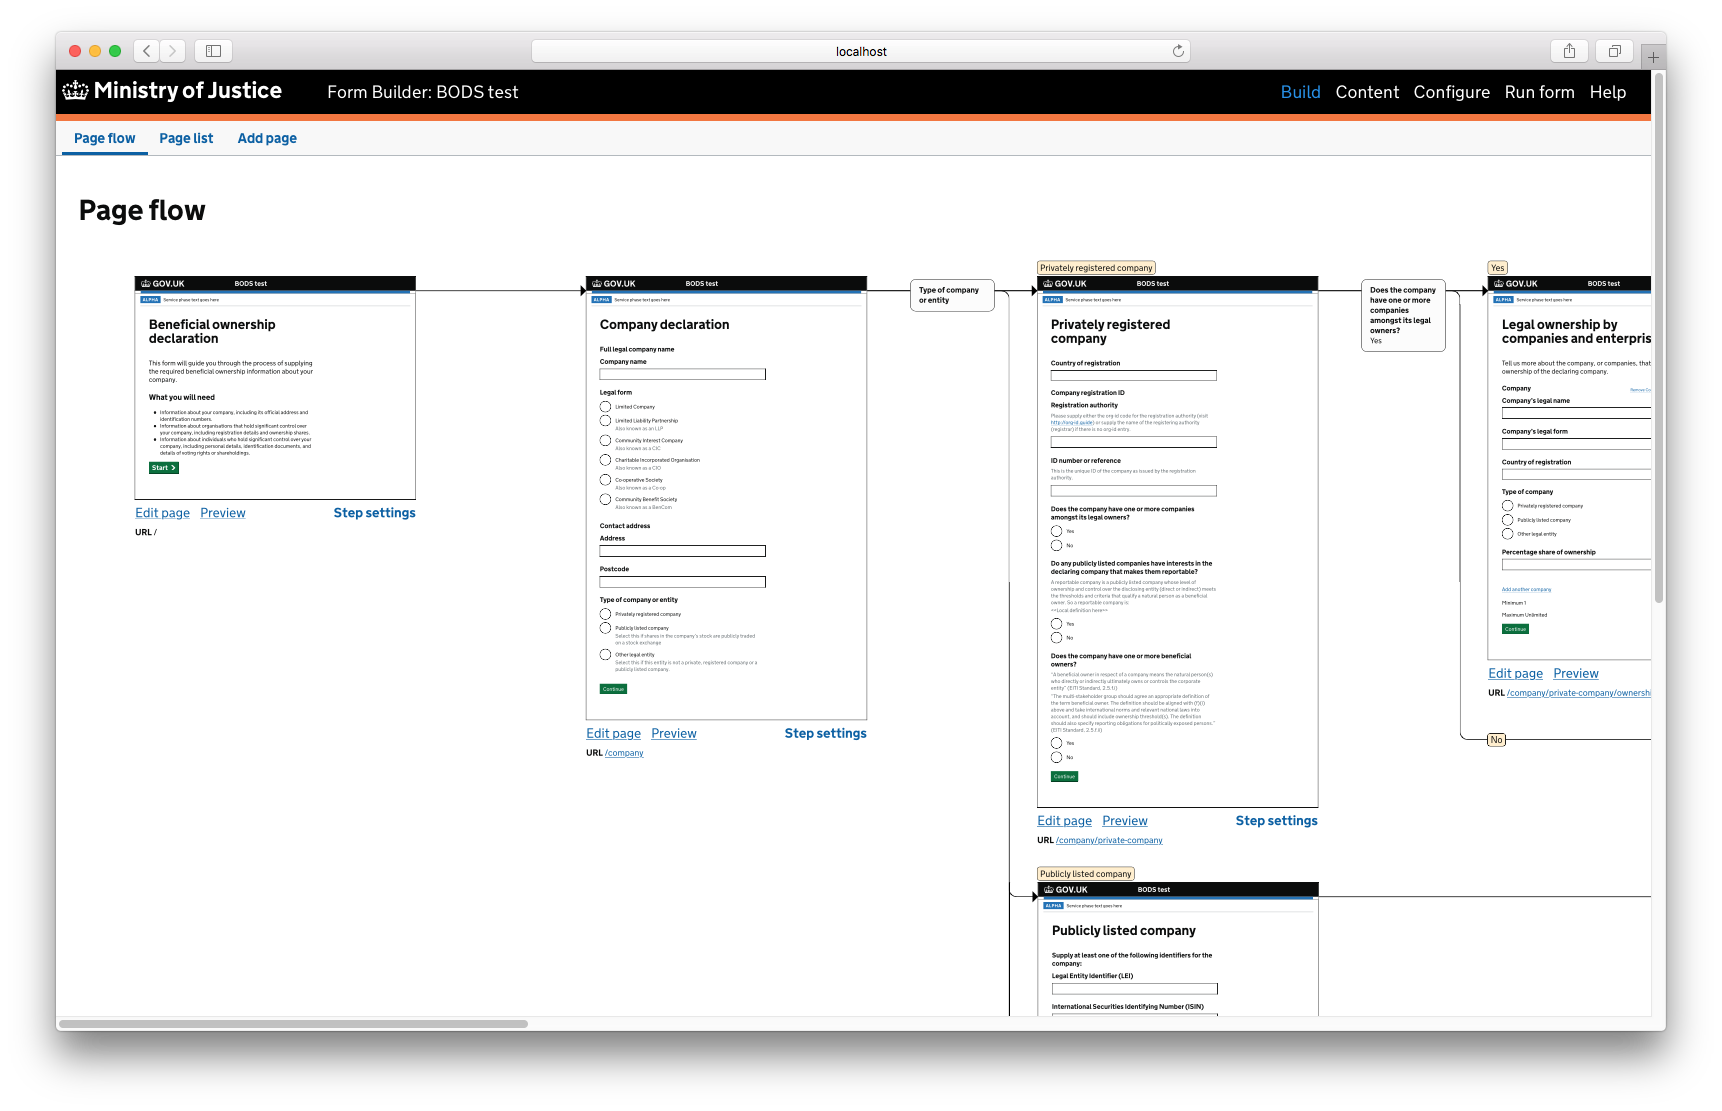 localhost
Ministry of Justice
Form Builder: BODS test
Build Content Configure Run form Help
Page flow Page list Add page
Page flow
GOV.UK BODS test
ALPHA Service phase text goes here
Beneficial ownership
declaration
This form will guide you through the process of supplying
the required beneficial ownership information about your
company.
What you will need
Information about your company, including its official address and
identification numbers.
Information about organisations that hold significant control over
your company, including registration details and ownership shares.
Information about individuals who hold significant control over your
company, including personal details, identification documents, and
details of voting rights or shareholdings.
Start
Edit page Preview Step settings
URL /
GOV.UK BODS test
ALPHA Service phase text goes here
Company declaration
Full legal company name
Company name
Legal form
Limited Company
Limited Liability Partnership
Also known as an LLP
Community Interest Company
Also known as a CIC
Charitable Incorporated Organisation
Also known as a CIO
Co-operative Society
Also known as a Co-op
Community Benefit Society
Also known as a BenCom
Contact address
Address
Postcode
Type of company or entity
Privately registered company
Publicly listed company
Select this if shares in the company's stock are publicly traded
on a stock exchange
Other legal entity
Select this if this entity is not a private, registered company or a
publicly listed company.
Continue
Edit page Preview Step settings
URL /company
Type of company
or entity
Privately registered company
GOV.UK BODS test
ALPHA Service phase text goes here
Privately registered
company
Country of registration
Company registration ID
Registration authority
Please supply either the org-id code for the registration authority (visit
http://org-id.guide) or supply the name of the registering authority
(registrar) if there is no org-id entry.
ID number or reference
This is the unique ID of the company as issued by the registration
authority.
Does the company have one or more companies
amongst its legal owners?
Yes
No
Do any publicly listed companies have interests in the
declaring company that makes them reportable?
A reportable company is a publicly listed company whose level of
ownership and control over the disclosing entity (direct or indirect) meets
the thresholds and criteria that qualify a natural person as a beneficial
owner. So a reportable company is:
**Local definition here**
Yes
No
Does the company have one or more beneficial
owners?
"A beneficial owner in respect of a company means the natural person(s)
who directly or indirectly ultimately owns or controls the corporate
entity" (EITI Standard, 2.5.f.i)
"The multi-stakeholder group should agree an appropriate definition of
the term beneficial owner. The definition should be aligned with (f)(i)
above and take international norms and relevant national laws into
account, and should include ownership threshold(s). The definition
should also specify reporting obligations for politically exposed persons."
(EITI Standard, 2.5.f.ii)
Yes
No
Continue
Edit page Preview Step settings
URL /company/private-company
Publicly listed company
GOV.UK BODS test
ALPHA Service phase text goes here
Publicly listed company
Supply at least one of the following identifiers for the
company:
Legal Entity Identifier (LEI)
International Securities Identifying Number (ISIN)
Does the company
have one or more
companies
amongst its legal
owners?
Yes
Yes
GOV.UK BODS test
ALPHA Service phase text goes here
Legal ownership by
companies and enterpris
Tell us more about the company, or companies, that
ownership of the declaring company.
Company Remove Co
Company's legal name
Company's legal form
Country of registration
Type of company
Privately registered company
Publicly listed company
Other legal entity
Percentage share of ownership
Add another company
Minimum 1
Maximum Unlimited
Continue
Edit page Preview
URL /company/private-company/ownershi
No